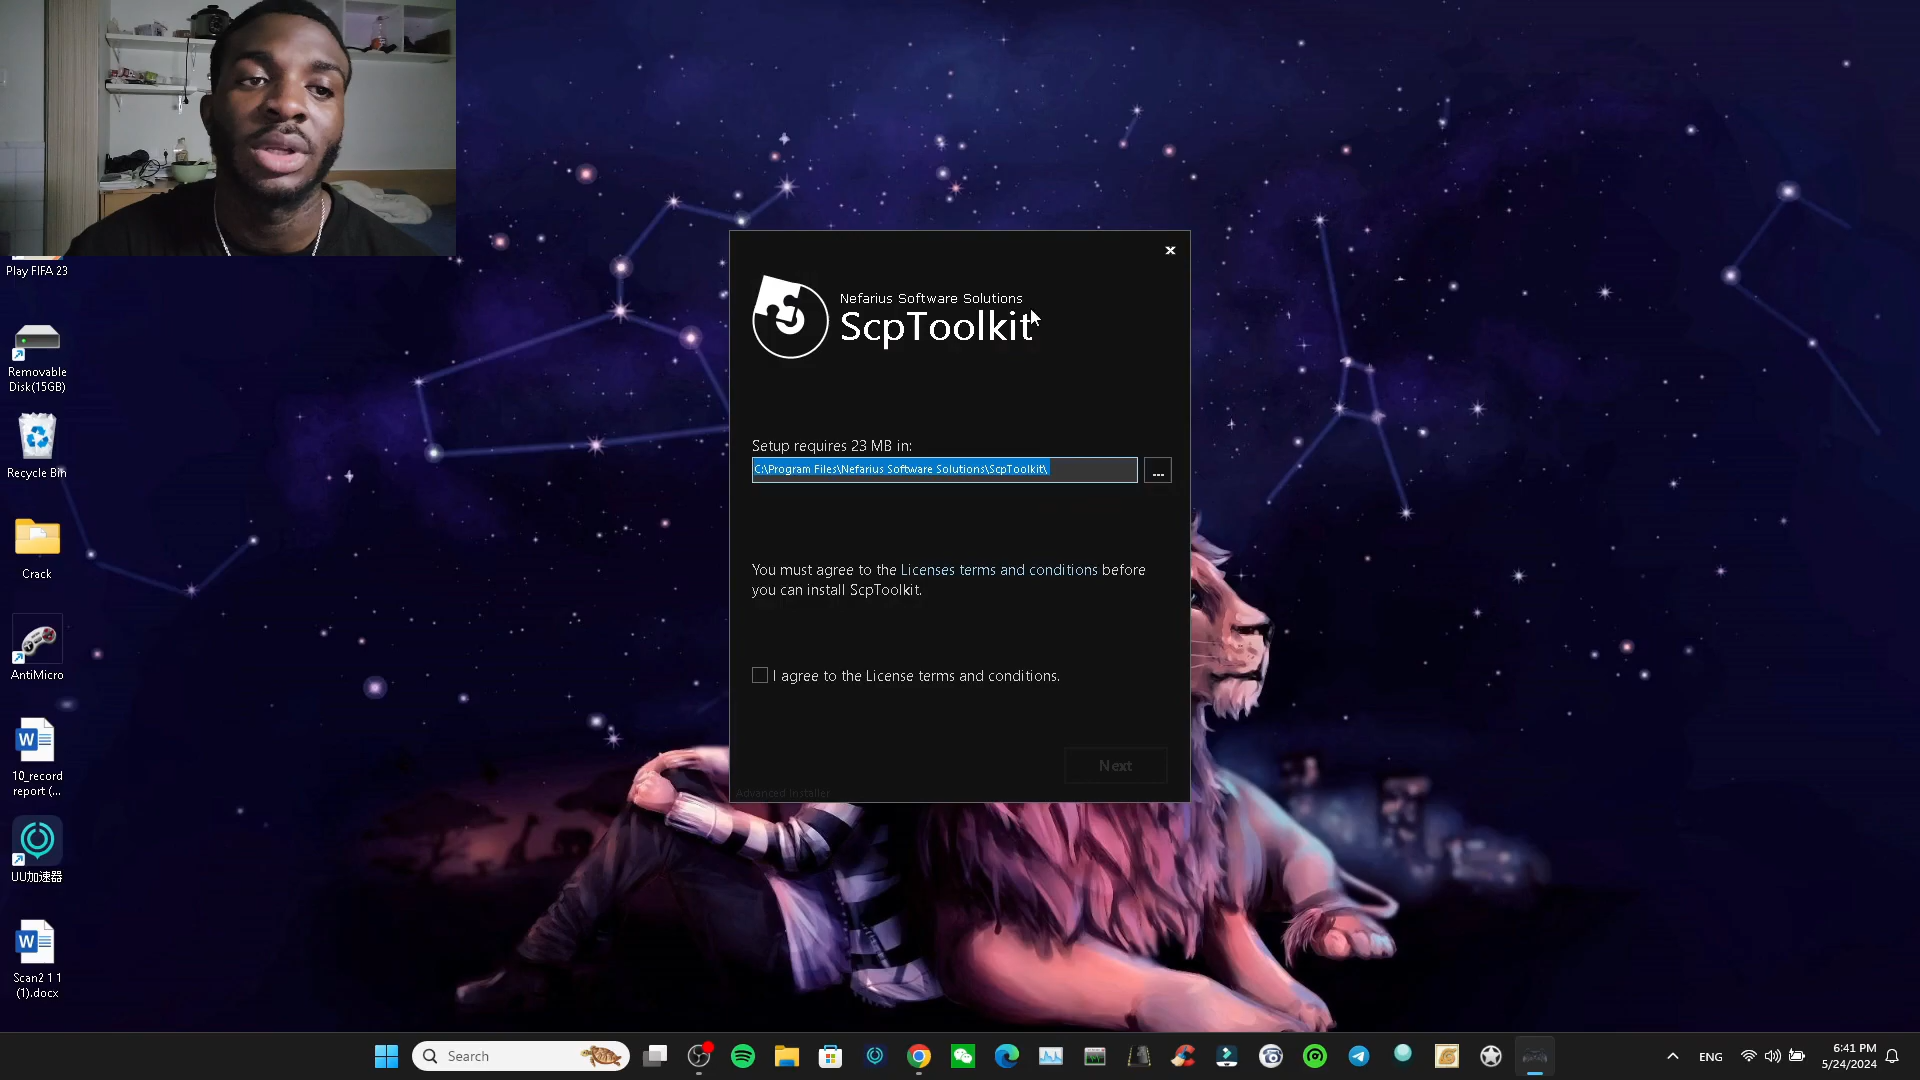 Play FIFA 23
Removable
Disk(15GB)
Recycle Bin
Crack
AntiMicro
10_record
report (...
UU加速器
Scan2 1 1
(1).docx
Nefarius Software Solutions
ScpToolkit
Setup requires 23 MB in:
C:\Program Files\Nefarius Software Solutions\ScpToolkit\
...
You must agree to the Licenses terms and conditions before
you can install ScpToolkit.
I agree to the License terms and conditions.
Next
Advanced Installer
Search
ENG
6:41 PM
5/24/2024